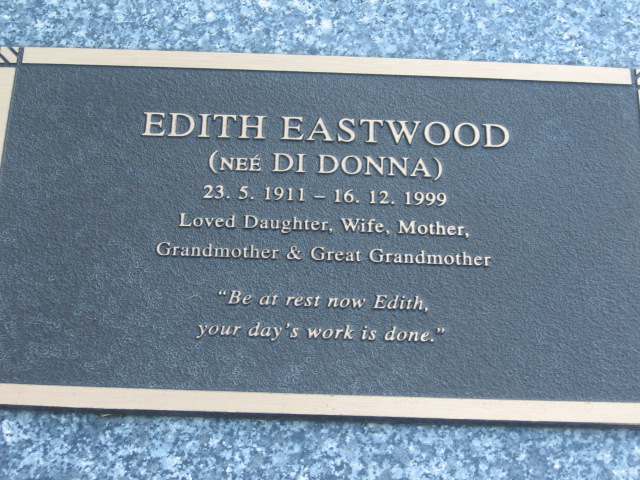 EDITH EASTWOOD
(NEÉ DI DONNA)
23. 5. 1911 – 16. 12. 1999
Loved Daughter, Wife, Mother,
Grandmother & Great Grandmother
“Be at rest now Edith,
your day’s work is done.”